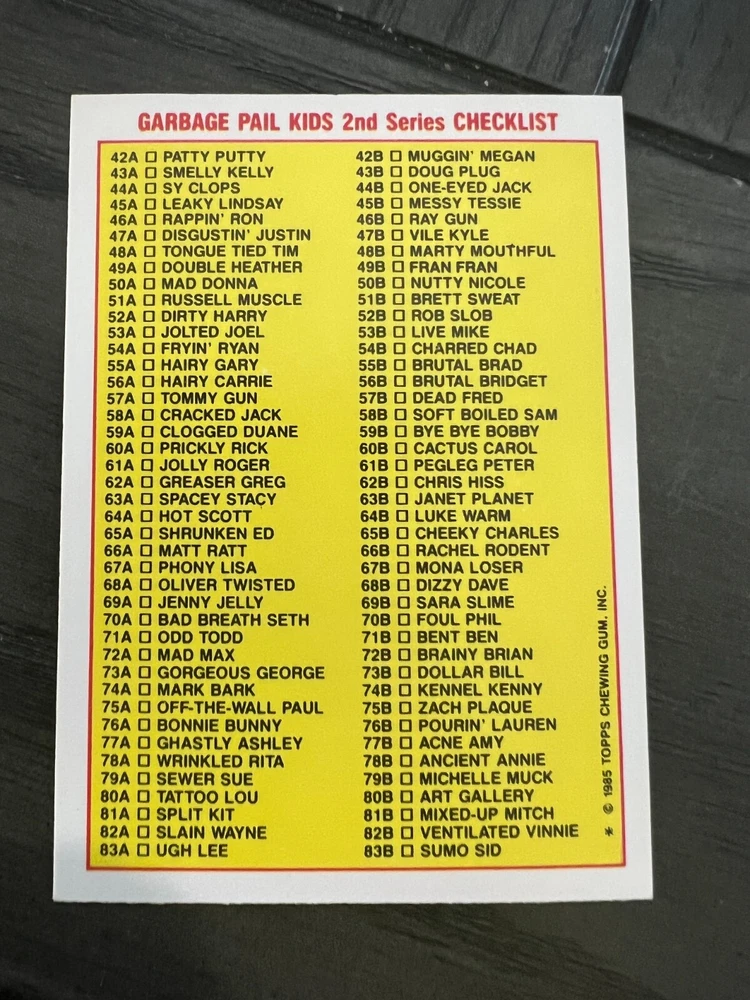 GARBAGE PAIL KIDS 2nd Series CHECKLIST
42A PATTY PUTTY
43A SMELLY KELLY
44A SY CLOPS
45A LEAKY LINDSAY
46A RAPPIN' RON
47A DISGUSTIN' JUSTIN
48A TONGUE TIED TIM
49A DOUBLE HEATHER
50A MAD DONNA
51A RUSSELL MUSCLE
52A DIRTY HARRY
53A JOLTED JOEL
54A FRYIN' RYAN
55A HAIRY GARY
56A HAIRY CARRIE
57A TOMMY GUN
58A CRACKED JACK
59A CLOGGED DUANE
60A PRICKLY RICK
61A JOLLY ROGER
62A GREASER GREG
63A SPACEY STACY
64A HOT SCOTT
65A SHRUNKEN ED
66A MATT RATT
67A PHONY LISA
68A OLIVER TWISTED
69A JENNY JELLY
70A BAD BREATH SETH
71A ODD TODD
72A MAD MAX
73A GORGEOUS GEORGE
74A MARK BARK
75A OFF-THE-WALL PAUL
76A BONNIE BUNNY
77A GHASTLY ASHLEY
78A WRINKLED RITA
79A SEWER SUE
80A TATTOO LOU
81A SPLIT KIT
82A SLAIN WAYNE
83A UGH LEE
42B MUGGIN' MEGAN
43B DOUG PLUG
44B ONE-EYED JACK
45B MESSY TESSIE
46B RAY GUN
47B VILE KYLE
48B MARTY MOUTHFUL
49B FRAN FRAN
50B NUTTY NICOLE
51B BRETT SWEAT
52B ROB SLOB
53B LIVE MIKE
54B CHARRED CHAD
55B BRUTAL BRAD
56B BRUTAL BRIDGET
57B DEAD FRED
58B SOFT BOILED SAM
59B BYE BYE BOBBY
60B CACTUS CAROL
61B PEGLEG PETER
62B CHRIS HISS
63B JANET PLANET
64B LUKE WARM
65B CHEEKY CHARLES
66B RACHEL RODENT
67B MONA LOSER
68B DIZZY DAVE
69B SARA SLIME
70B FOUL PHIL
71B BENT BEN
72B BRAINY BRIAN
73B DOLLAR BILL
74B KENNEL KENNY
75B ZACH PLAQUE
76B POURIN' LAUREN
77B ACNE AMY
78B ANCIENT ANNIE
79B MICHELLE MUCK
80B ART GALLERY
81B MIXED-UP MITCH
82B VENTILATED VINNIE
83B SUMO SID
* © 1985 TOPPS CHEWING GUM, INC.